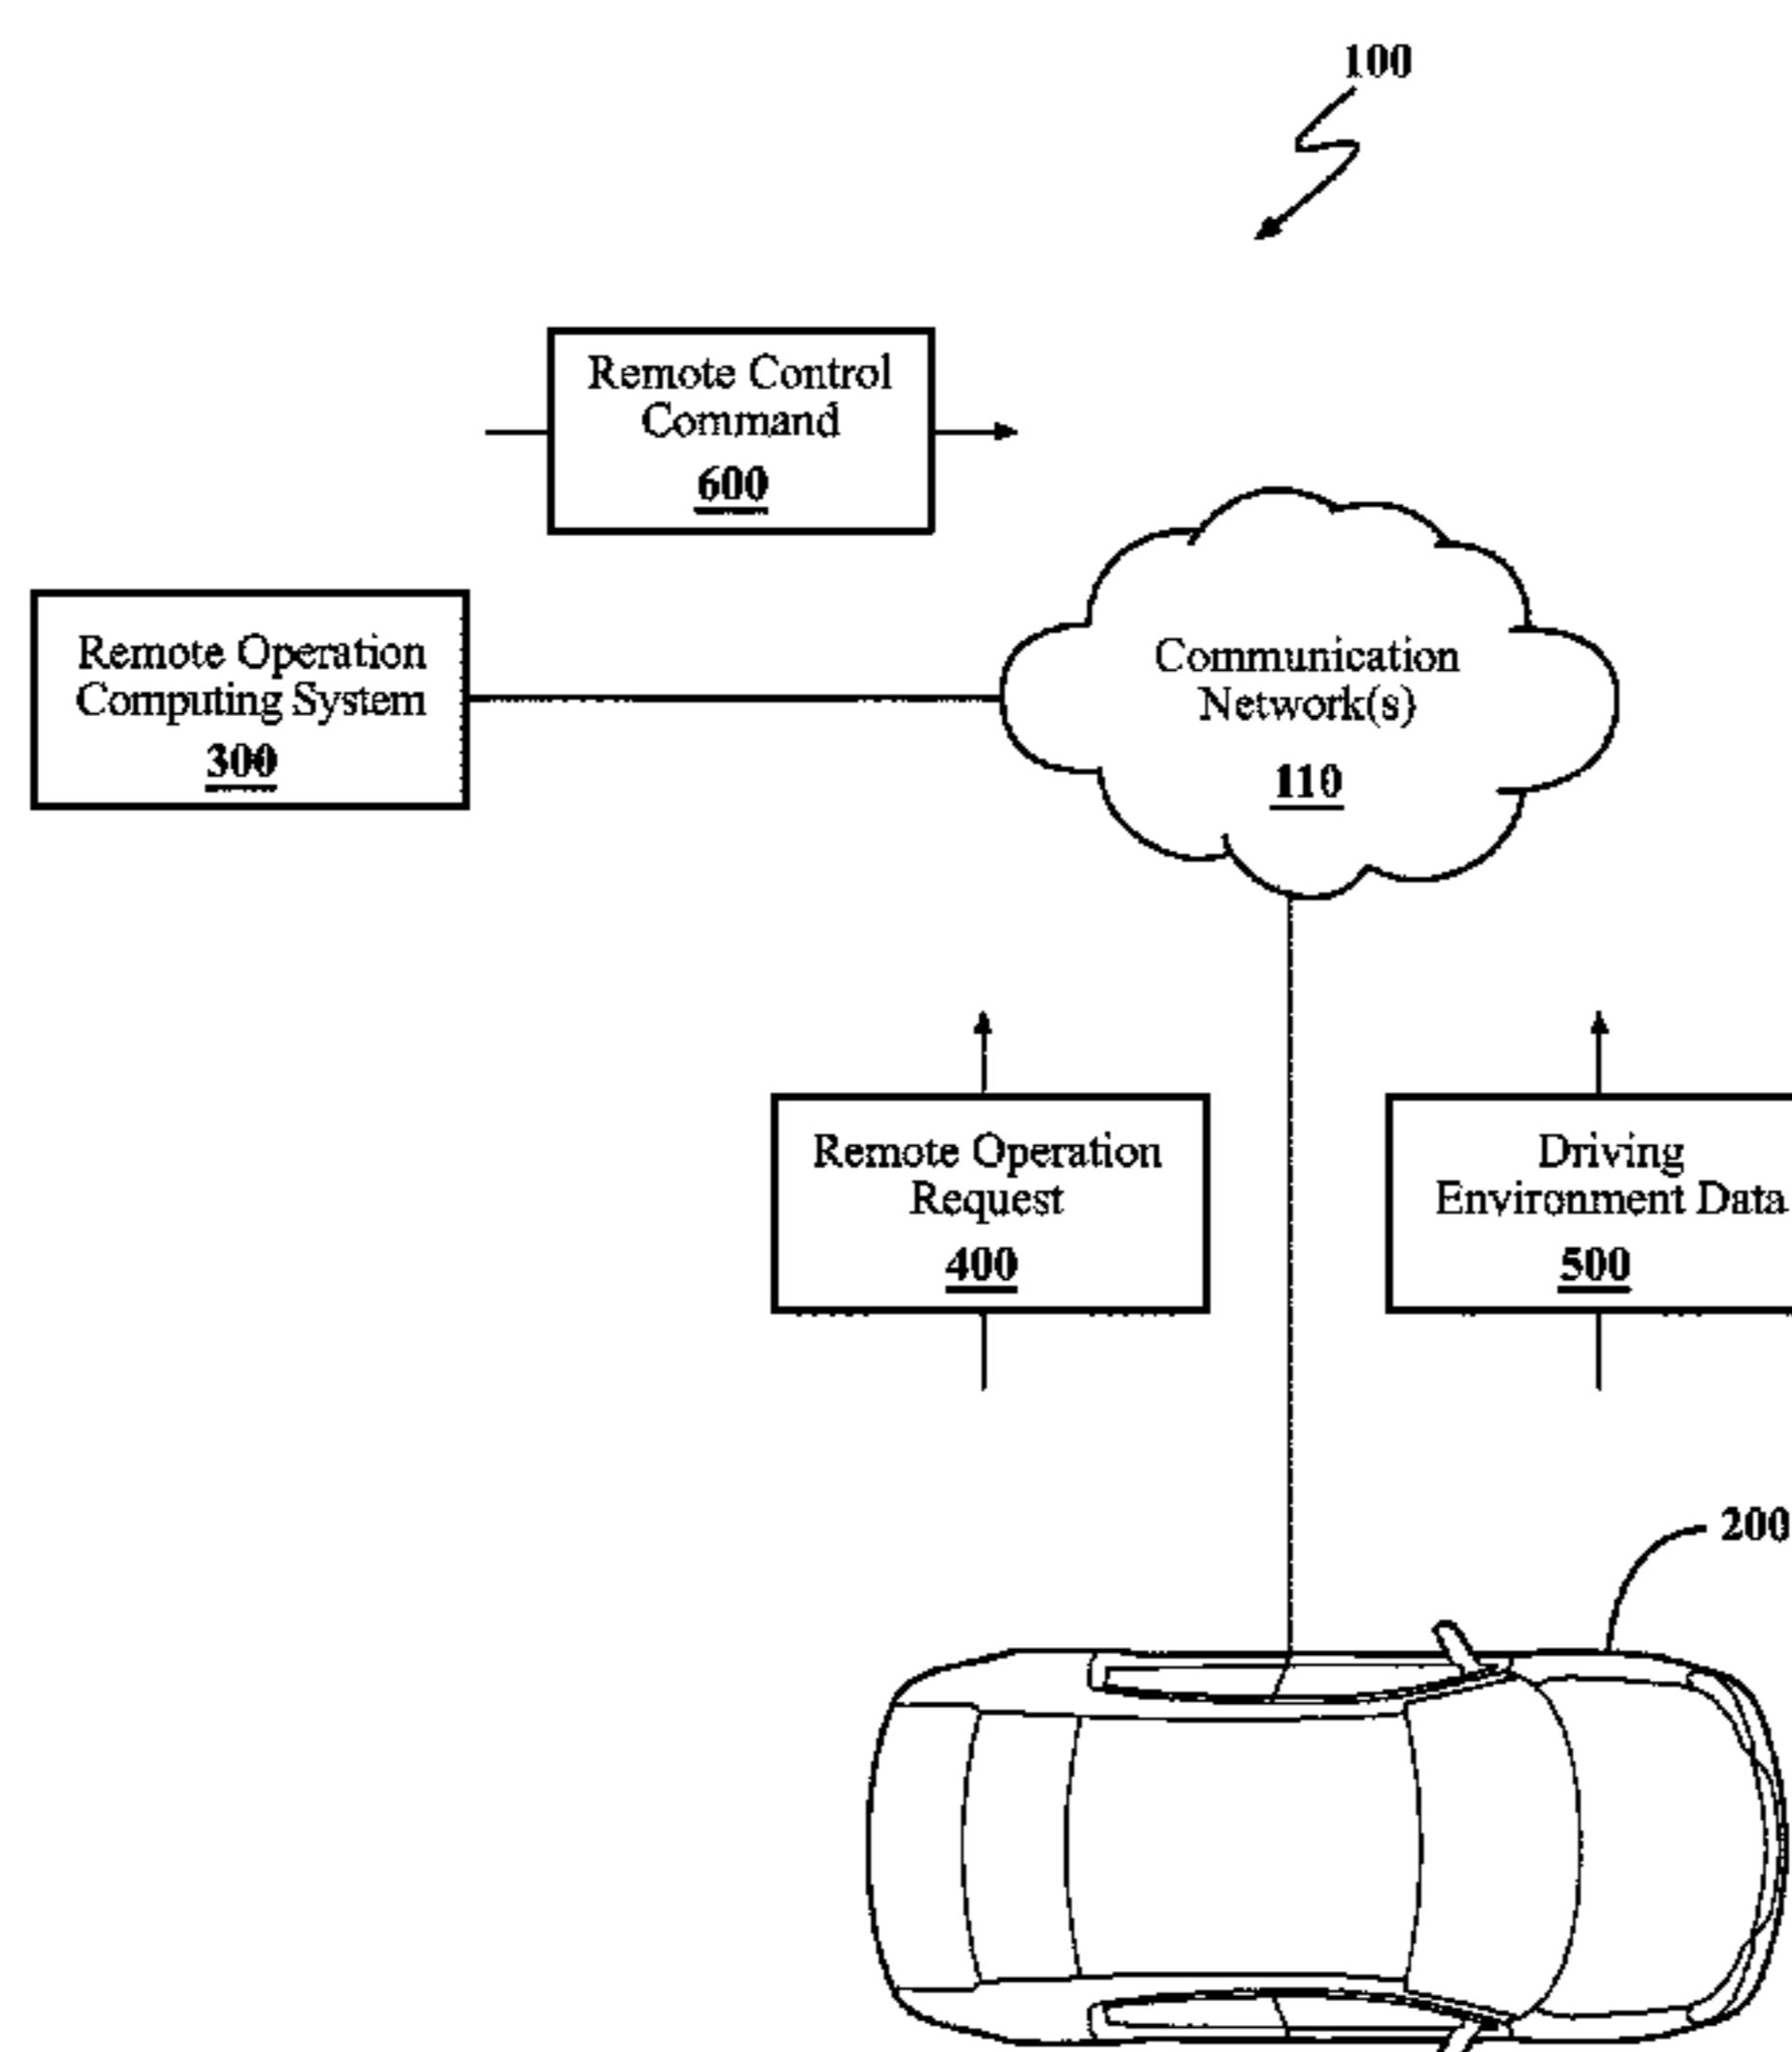 100
Remote Control
Command
600
Remote Operation
Computing System
300
Communication
Network(s)
110
Remote Operation
Request
400
Driving
Environment Data
500
200